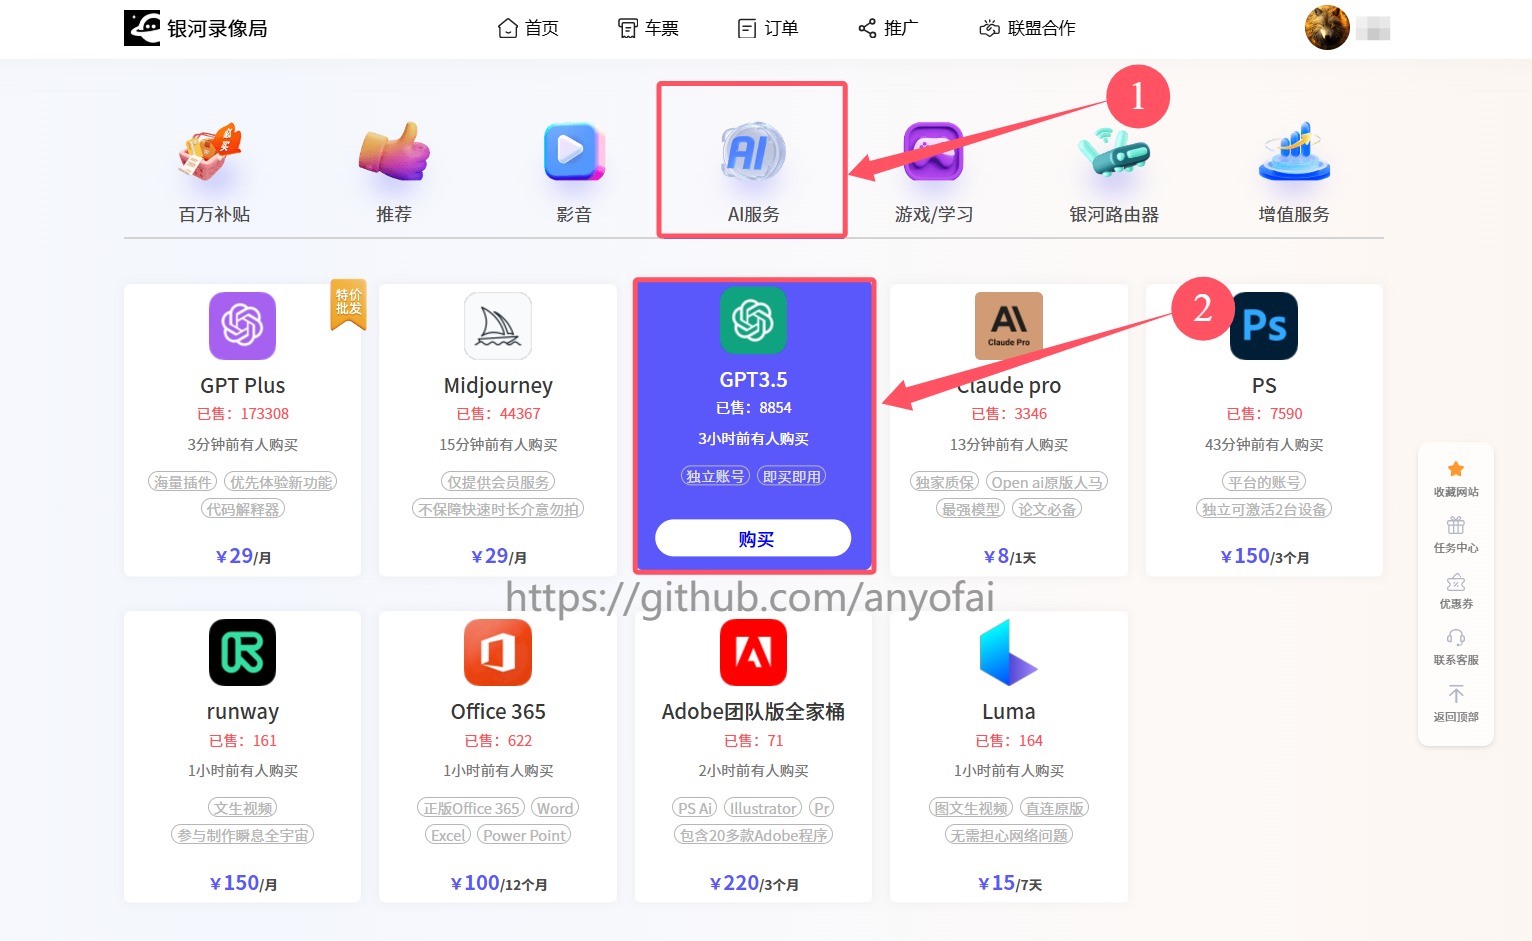 银河录像局
首页
车票
订单
推广
联盟合作
1
必买
百万补贴
推荐
影音
AI
AI服务
游戏/学习
银河路由器
增值服务
2
特价
批发
GPT Plus
已售：173308
3分钟前有人购买
海量插件 优先体验新功能
代码解释器
￥29/月
Midjourney
已售：44367
15分钟前有人购买
仅提供会员服务
不保障快速时长介意勿拍
￥29/月
GPT3.5
已售：8854
3小时前有人购买
独立账号 即买即用
购买
AI
Claude Pro
Claude pro
已售：3346
13分钟前有人购买
独家质保 Open ai原版人马
最强模型 论文必备
￥8/1天
Ps
PS
已售：7590
43分钟前有人购买
平台的账号
独立可激活2台设备
￥150/3个月
https://github.com/anyofai
runway
已售：161
1小时前有人购买
文生视频
参与制作瞬息全宇宙
￥150/月
Office 365
已售：622
1小时前有人购买
正版Office 365 Word
Excel Power Point
￥100/12个月
Adobe团队版全家桶
已售：71
2小时前有人购买
PS Ai Illustrator Pr
包含20多款Adobe程序
￥220/3个月
Luma
已售：164
1小时前有人购买
图文生视频 直连原版
无需担心网络问题
￥15/7天
收藏网站
任务中心
优惠券
联系客服
返回顶部